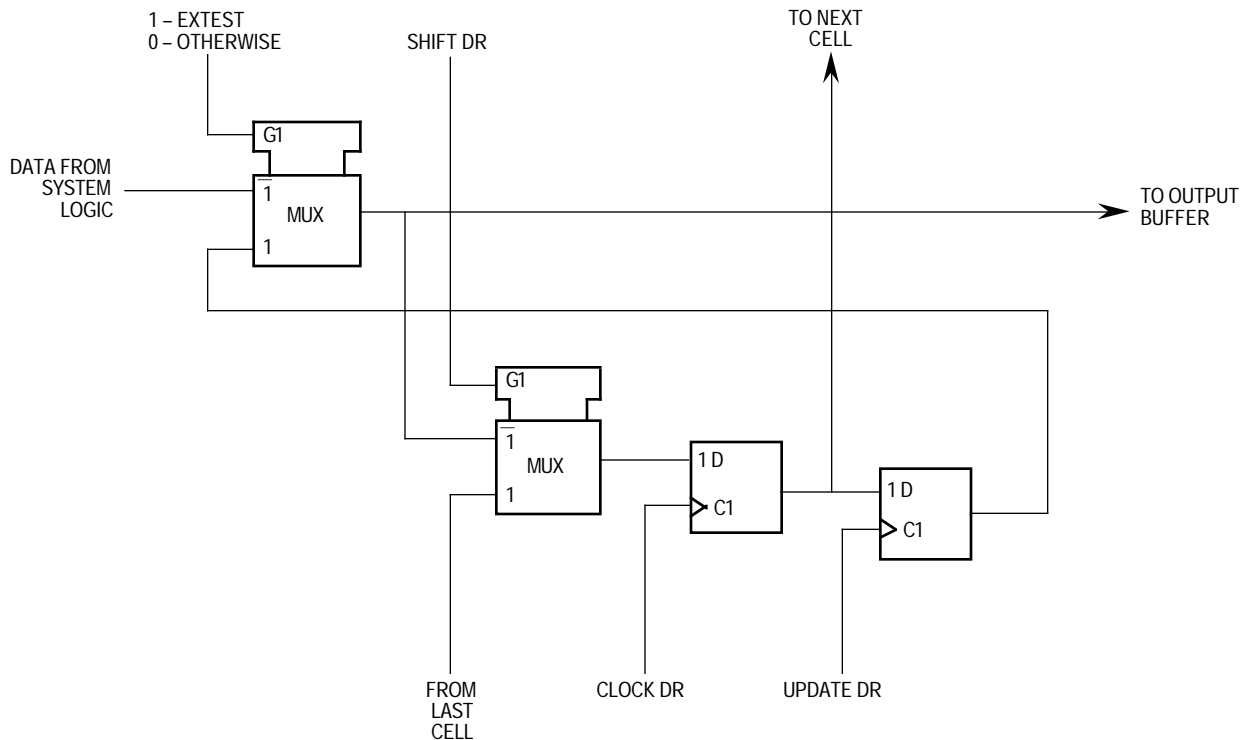 1 – EXTEST
0 – OTHERWISE
SHIFT DR
TO NEXT
CELL
G1
DATA FROM
SYSTEM
LOGIC
1
MUX
1
TO OUTPUT
BUFFER
G1
1
MUX
1
1 D
C1
1 D
C1
FROM
LAST
CELL
CLOCK DR
UPDATE DR